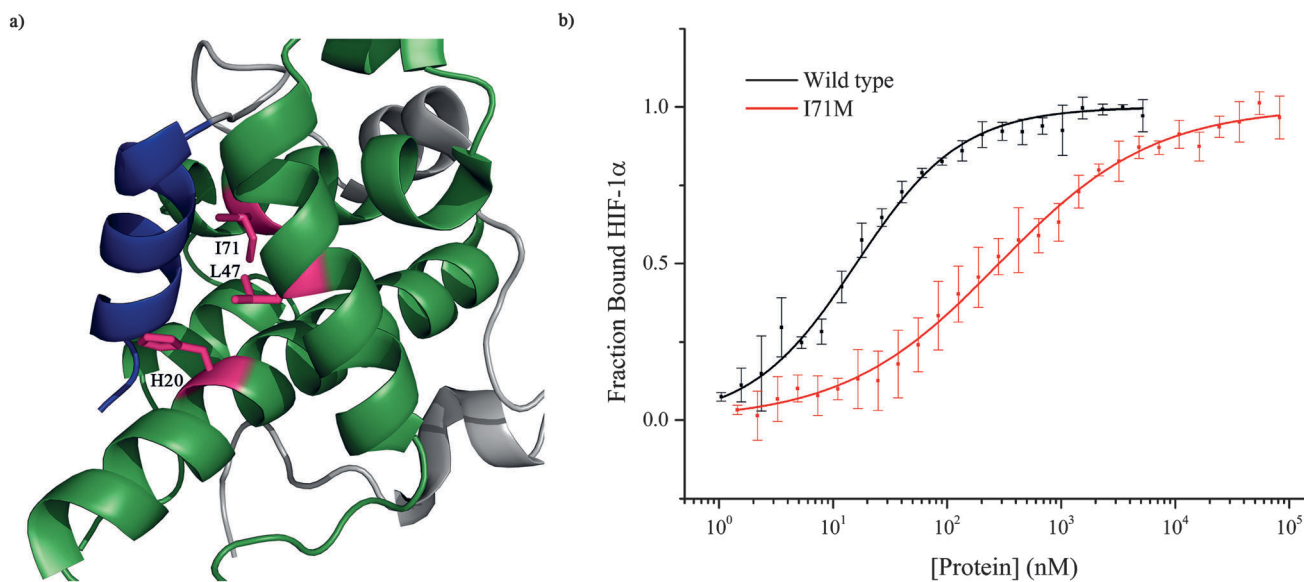 a)
I71
L47
H20
b)
Wild type
I71M
1.0
0.5
0.0
Fraction Bound HIF-1α
10⁰
10¹
10²
10³
10⁴
10⁵
[Protein] (nM)